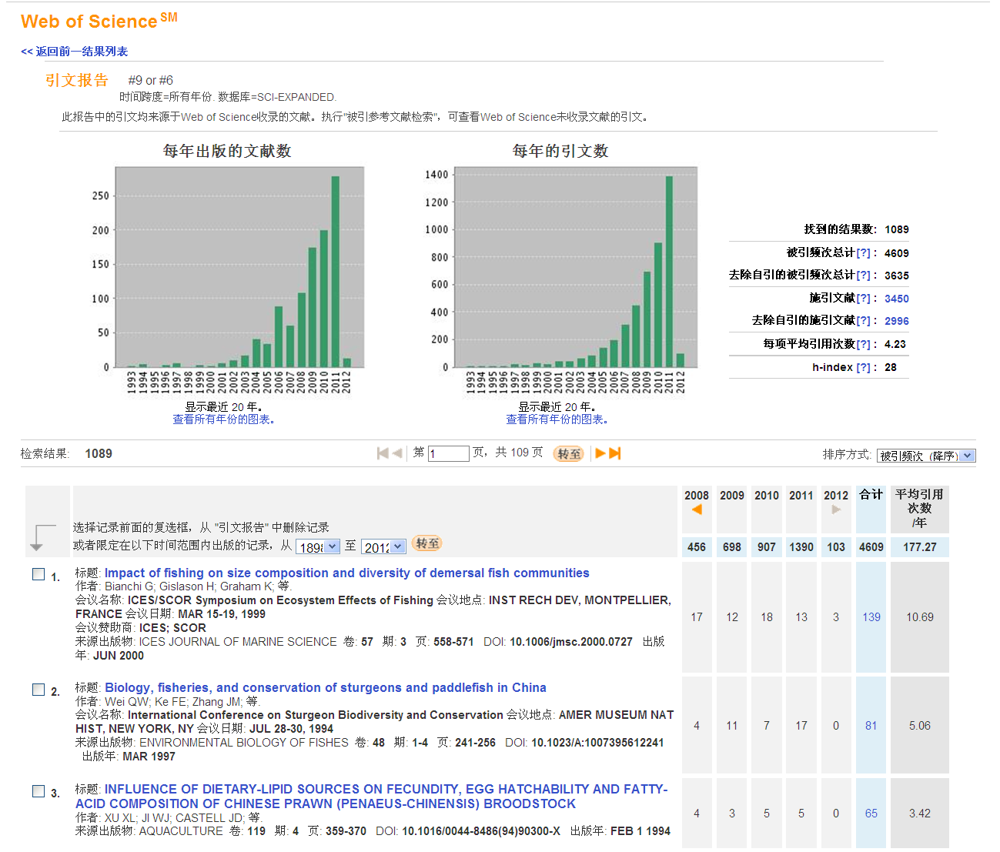 Web of Science SM
<< 返回前一结果列表
引文报告 #9 or #6
时间跨度=所有年份. 数据库=SCI-EXPANDED.
此报告中的引文均来源于Web of Science收录的文献。执行"被引参考文献检索"，可查看Web of Science未收录文献的引文。
每年出版的文献数
250
200
150
100
50
0
1993 1994 1995 1996 1997 1998 1999 2000 2001 2002 2003 2004 2005 2006 2007 2008 2009 2010 2011 2012
显示最近 20 年。
查看所有年份的图表。
每年的引文数
1400
1200
1000
800
600
400
200
0
1993 1994 1995 1996 1997 1998 1999 2000 2001 2002 2003 2004 2005 2006 2007 2008 2009 2010 2011 2012
显示最近 20 年。
查看所有年份的图表。
找到的结果数: 1089
被引频次总计[?] : 4609
去除自引的被引频次总计[?] : 3635
施引文献[?] : 3450
去除自引的施引文献[?] : 2996
每项平均引用次数[?] : 4.23
h-index [?] : 28
检索结果: 1089 第 1 页，共 109 页 转至 排序方式: 被引频次（降序）
2008 2009 2010 2011 2012 合计 平均引用
次数
/年
选择记录前面的复选框，从 "引文报告" 中删除记录
或者限定在以下时间范围内出版的记录，从 189 至 2012 转至
456 698 907 1390 103 4609 177.27
1. 标题: Impact of fishing on size composition and diversity of demersal fish communities
作者: Bianchi G; Gislason H; Graham K; 等.
会议名称: ICES/SCOR Symposium on Ecosystem Effects of Fishing 会议地点: INST RECH DEV, MONTPELLIER,
FRANCE 会议日期: MAR 15-19, 1999
会议赞助商: ICES; SCOR
来源出版物: ICES JOURNAL OF MARINE SCIENCE 卷: 57 期: 3 页: 558-571 DOI: 10.1006/jmsc.2000.0727 出版
年: JUN 2000
17 12 18 13 3 139 10.69
2. 标题: Biology, fisheries, and conservation of sturgeons and paddlefish in China
作者: Wei QW; Ke FE; Zhang JM; 等.
会议名称: International Conference on Sturgeon Biodiversity and Conservation 会议地点: AMER MUSEUM NAT
HIST, NEW YORK, NY 会议日期: JUL 28-30, 1994
来源出版物: ENVIRONMENTAL BIOLOGY OF FISHES 卷: 48 期: 1-4 页: 241-256 DOI: 10.1023/A:1007395612241
出版年: MAR 1997
4 11 7 17 0 81 5.06
3. 标题: INFLUENCE OF DIETARY-LIPID SOURCES ON FECUNDITY, EGG HATCHABILITY AND FATTY-
ACID COMPOSITION OF CHINESE PRAWN (PENAEUS-CHINENSIS) BROODSTOCK
作者: XU XL; JI WJ; CASTELL JD; 等.
来源出版物: AQUACULTURE 卷: 119 期: 4 页: 359-370 DOI: 10.1016/0044-8486(94)90300-X 出版年: FEB 1 1994
4 3 5 5 0 65 3.42